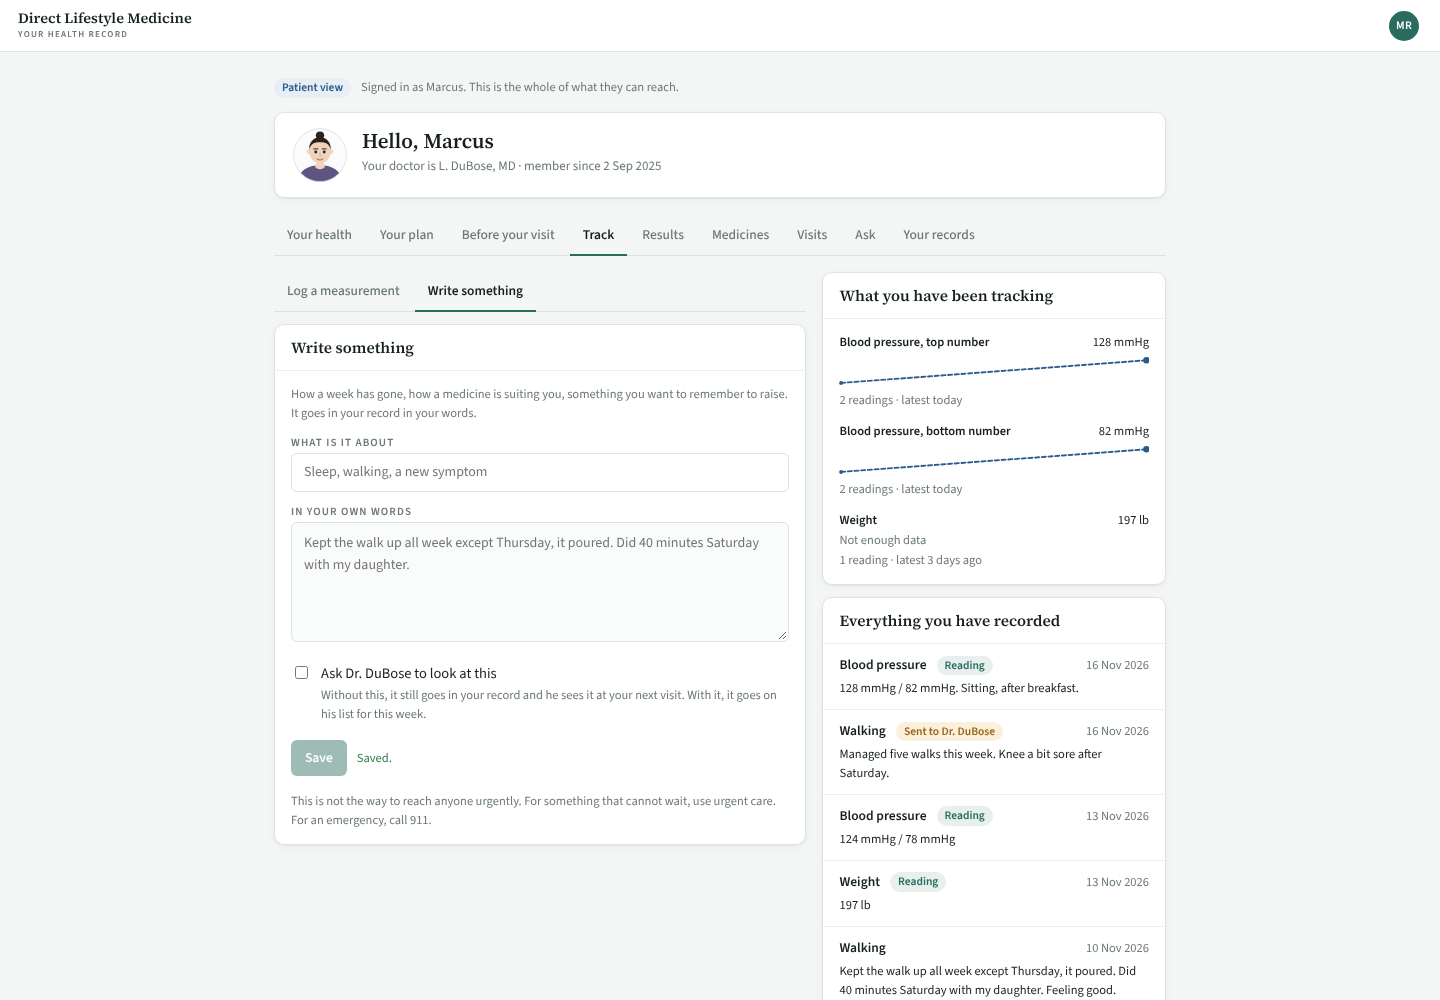 Direct Lifestyle Medicine
YOUR HEALTH RECORD
MR
Patient view
Signed in as Marcus. This is the whole of what they can reach.
Hello, Marcus
Your doctor is L. DuBose, MD · member since 2 Sep 2025
Your health
Your plan
Before your visit
Track
Results
Medicines
Visits
Ask
Your records
Log a measurement
Write something
Write something
How a week has gone, how a medicine is suiting you, something you want to remember to raise.
It goes in your record in your words.
WHAT IS IT ABOUT
Sleep, walking, a new symptom
IN YOUR OWN WORDS
Kept the walk up all week except Thursday, it poured. Did 40 minutes Saturday
with my daughter.
Ask Dr. DuBose to look at this
Without this, it still goes in your record and he sees it at your next visit. With it, it goes on
his list for this week.
Save
Saved.
This is not the way to reach anyone urgently. For something that cannot wait, use urgent care.
For an emergency, call 911.
What you have been tracking
Blood pressure, top number
128 mmHg
2 readings · latest today
Blood pressure, bottom number
82 mmHg
2 readings · latest today
Weight
197 lb
Not enough data
1 reading · latest 3 days ago
Everything you have recorded
Blood pressure
Reading
16 Nov 2026
128 mmHg / 82 mmHg. Sitting, after breakfast.
Walking
Sent to Dr. DuBose
16 Nov 2026
Managed five walks this week. Knee a bit sore after
Saturday.
Blood pressure
Reading
13 Nov 2026
124 mmHg / 78 mmHg
Weight
Reading
13 Nov 2026
197 lb
Walking
10 Nov 2026
Kept the walk up all week except Thursday, it poured. Did
40 minutes Saturday with my daughter. Feeling good.